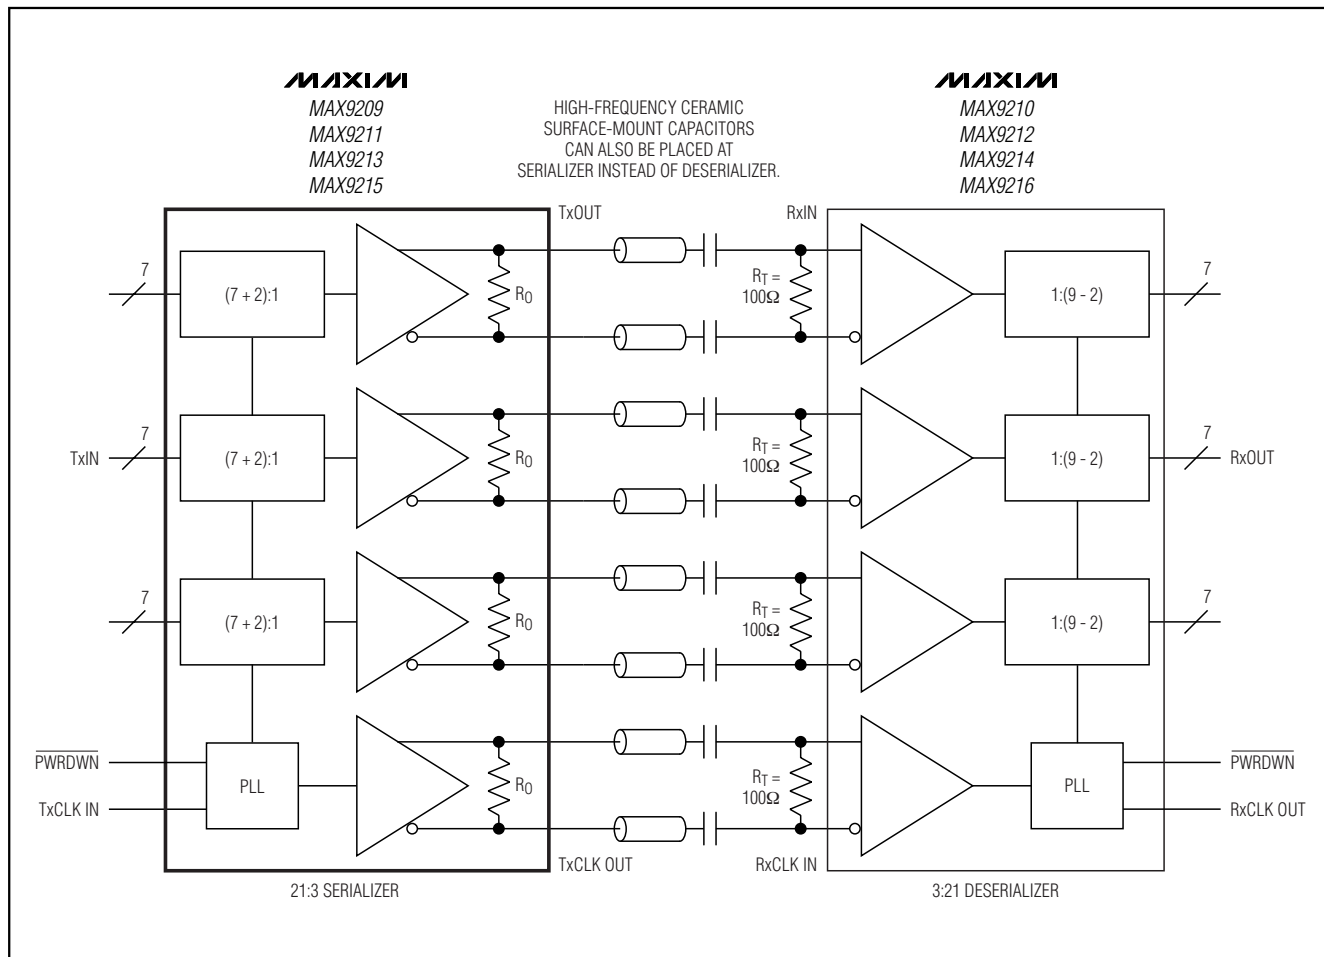 MAXIM
MAX9209
MAX9211
MAX9213
MAX9215
HIGH-FREQUENCY CERAMIC
SURFACE-MOUNT CAPACITORS
CAN ALSO BE PLACED AT
SERIALIZER INSTEAD OF DESERIALIZER.
MAXIM
MAX9210
MAX9212
MAX9214
MAX9216
TxOUT
RxIN
7
(7 + 2):1
RO
RT =
100Ω
1:(9 - 2)
7
TxIN
7
(7 + 2):1
RO
RT =
100Ω
1:(9 - 2)
7
RxOUT
7
(7 + 2):1
RO
RT =
100Ω
1:(9 - 2)
7
PWRDWN
TxCLK IN
PLL
RO
RT =
100Ω
PLL
PWRDWN
RxCLK OUT
TxCLK OUT
RxCLK IN
21:3 SERIALIZER
3:21 DESERIALIZER